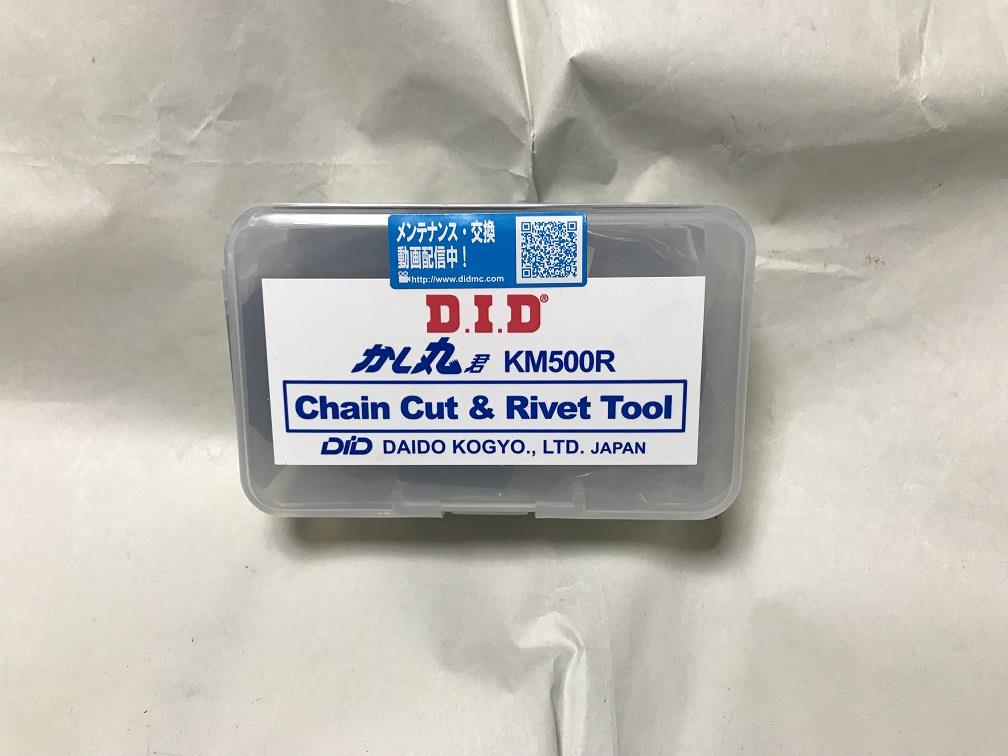 メンテナンス・交換
動画配信中!
http://www.didmc.com
D.I.D®
かし丸君 KM500R
Chain Cut & Rivet Tool
DID DAIDO KOGYO., LTD. JAPAN